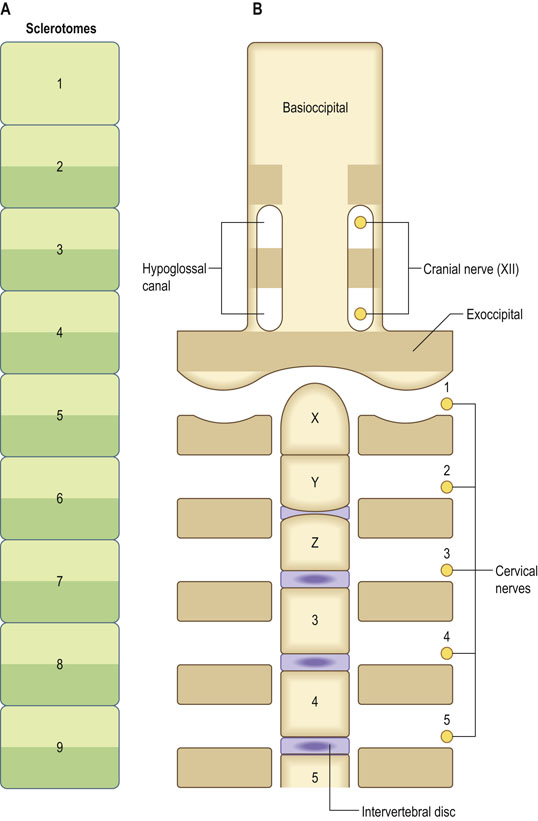 A
B
Sclerotomes
1
2
3
4
5
6
7
8
9
Basioccipital
Hypoglossal
canal
Cranial nerve (XII)
Exoccipital
X
Y
Z
3
4
5
1
2
3
4
5
Cervical
nerves
Intervertebral disc